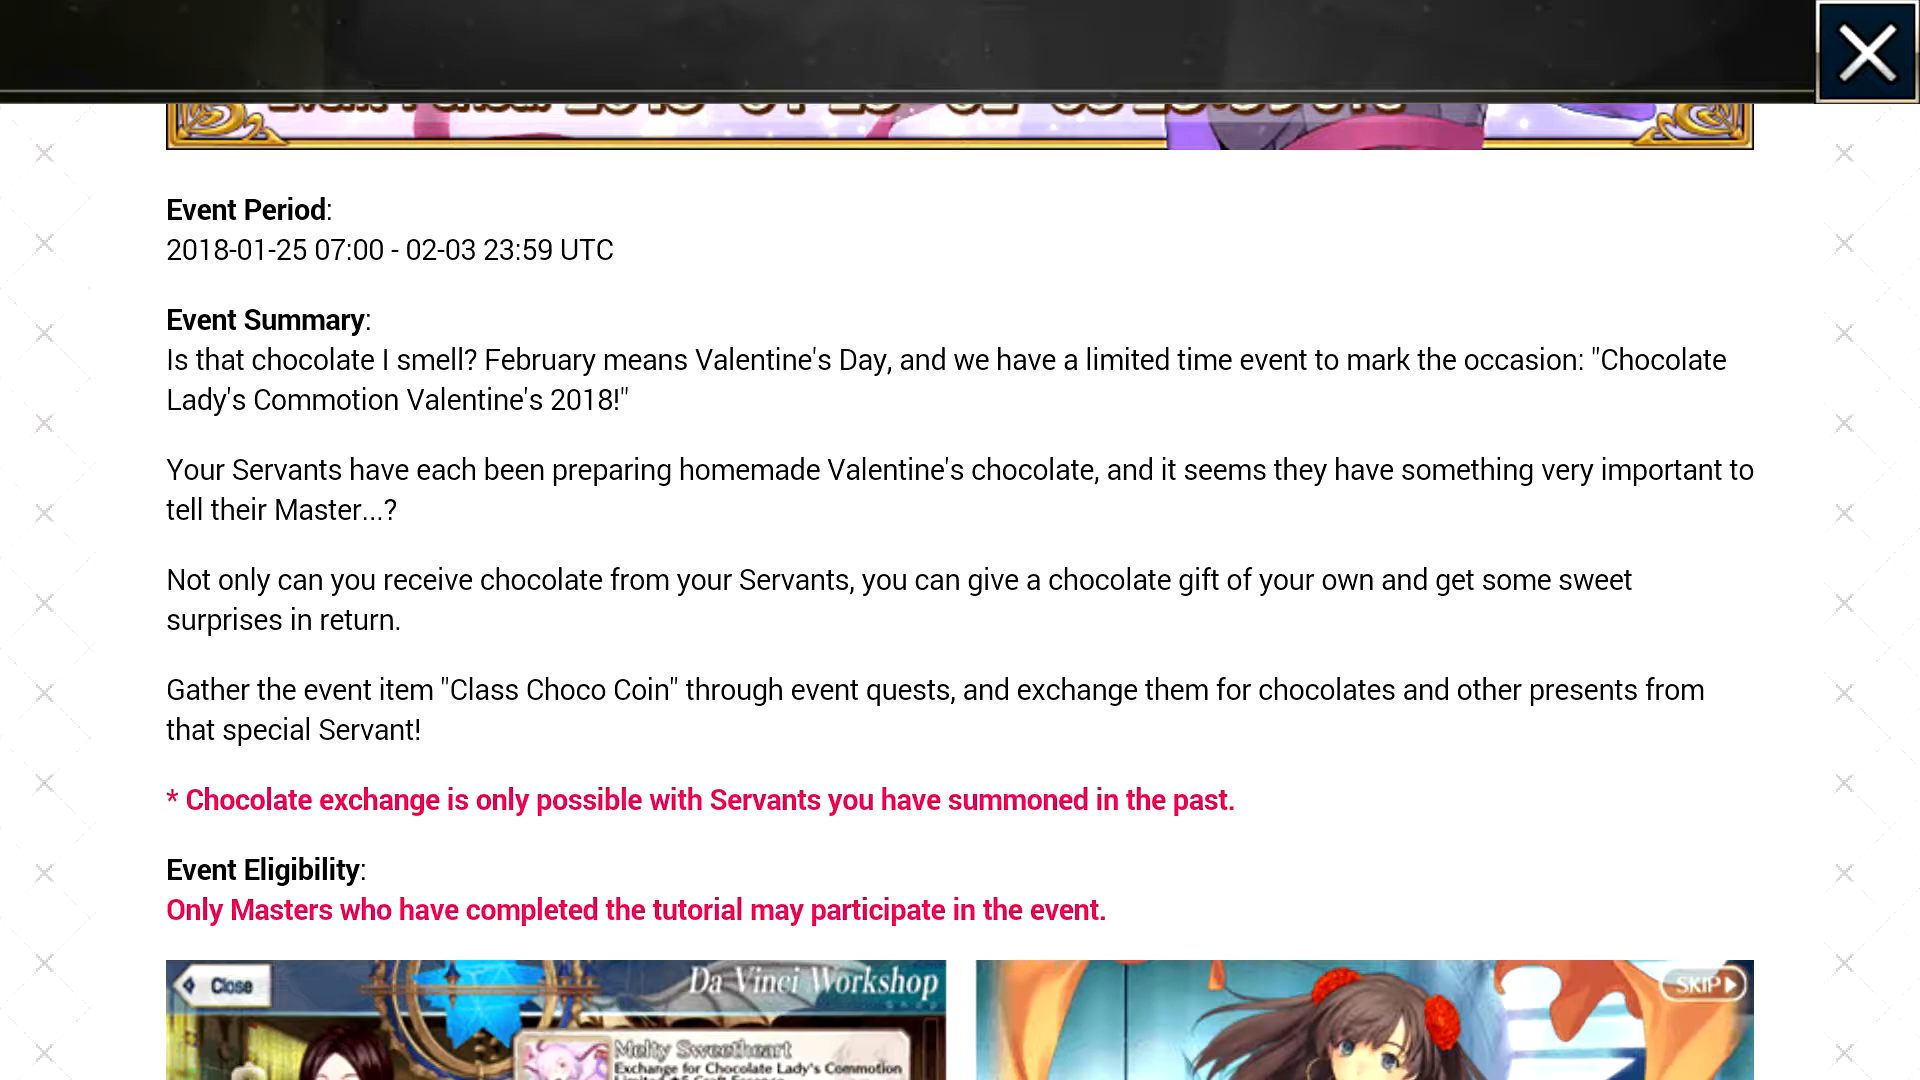 Event Period:
2018-01-25 07:00 - 02-03 23:59 UTC
Event Summary:
Is that chocolate I smell? February means Valentine's Day, and we have a limited time event to mark the occasion: "Chocolate
Lady's Commotion Valentine's 2018!"
Your Servants have each been preparing homemade Valentine's chocolate, and it seems they have something very important to
tell their Master...?
Not only can you receive chocolate from your Servants, you can give a chocolate gift of your own and get some sweet
surprises in return.
Gather the event item "Class Choco Coin" through event quests, and exchange them for chocolates and other presents from
that special Servant!
* Chocolate exchange is only possible with Servants you have summoned in the past.
Event Eligibility:
Only Masters who have completed the tutorial may participate in the event.
Close
Da Vinci Workshop
SHOP
Melty Sweetheart
Exchange for Chocolate Lady's Commotion
SKIP